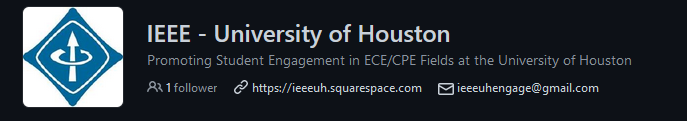 IEEE - University of Houston
Promoting Student Engagement in ECE/CPE Fields at the University of Houston
1 follower https://ieeeuh.squarespace.com ieeeuhengage@gmail.com